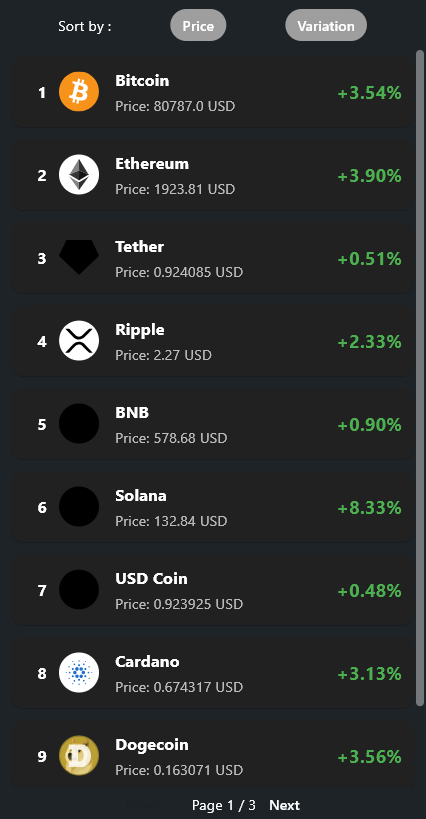 Sort by :
Price
Variation
1
Bitcoin
Price: 80787.0 USD
+3.54%
2
Ethereum
Price: 1923.81 USD
+3.90%
3
Tether
Price: 0.924085 USD
+0.51%
4
Ripple
Price: 2.27 USD
+2.33%
5
BNB
Price: 578.68 USD
+0.90%
6
Solana
Price: 132.84 USD
+8.33%
7
USD Coin
Price: 0.923925 USD
+0.48%
8
Cardano
Price: 0.674317 USD
+3.13%
9
Dogecoin
Price: 0.163071 USD
+3.56%
Page 1 / 3 Next